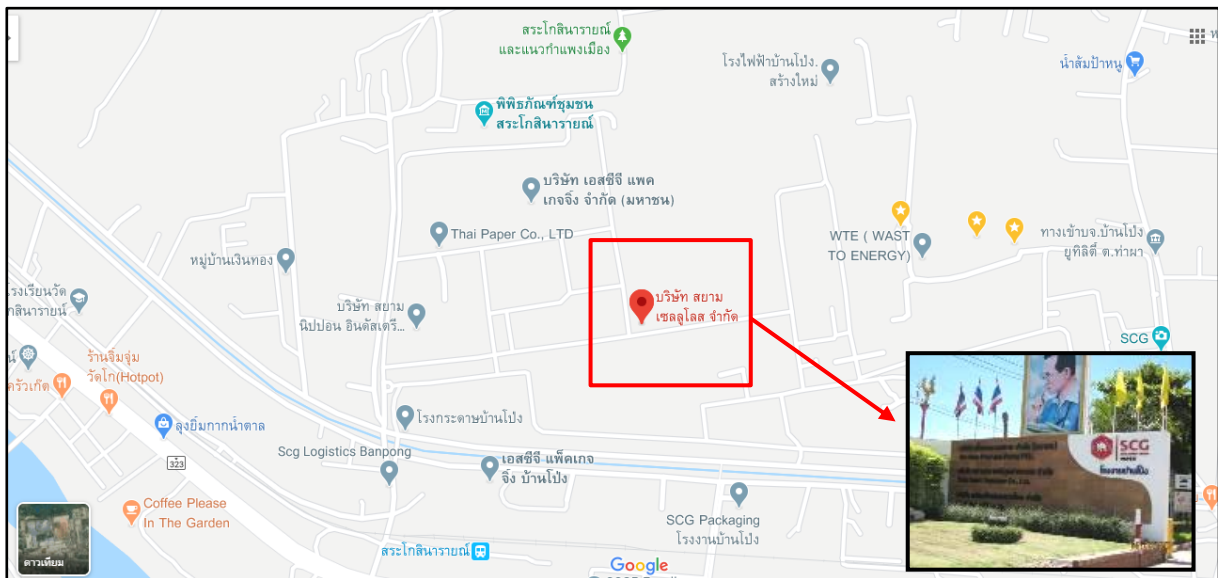 สระโกสินารายณ์
และแนวกำแพงเมือง
โรงไฟฟ้าบ้านโป่ง.
สร้างใหม่
น้ำส้มป้าหนู
พิพิธภัณฑ์ชุมชน
สระโกสินารายณ์
บริษัท เอสซีจี แพค
เกจจิ้ง จำกัด (มหาชน)
Thai Paper Co., LTD
WTE ( WAST
TO ENERGY)
ทางเข้าบจ.บ้านโป่ง
ยูทิลิตี้ ต.ท่าผา
หมู่บ้านเงินทอง
โรงเรียนวัด
กสินารายณ์
บริษัท สยาม
นิปปอน อินดัสเตรี...
บริษัท สยาม
เซลลูโลส จำกัด
SCG
ร้านจิ้มจุ่ม
วัดโก(Hotpot)
ครัวเก๊ต
ลุงยิ้มกากน้ำตาล
โรงกระดาษบ้านโป่ง
Scg Logistics Banpong
เอสซีจี แพ็คเกจ
จิ้ง บ้านโป่ง
323
Coffee Please
In The Garden
SCG Packaging
โรงงานบ้านโป่ง
สระโกสินารายณ์
ดาวเทียม
Google
SCG
โรงงานบ้านโป่ง